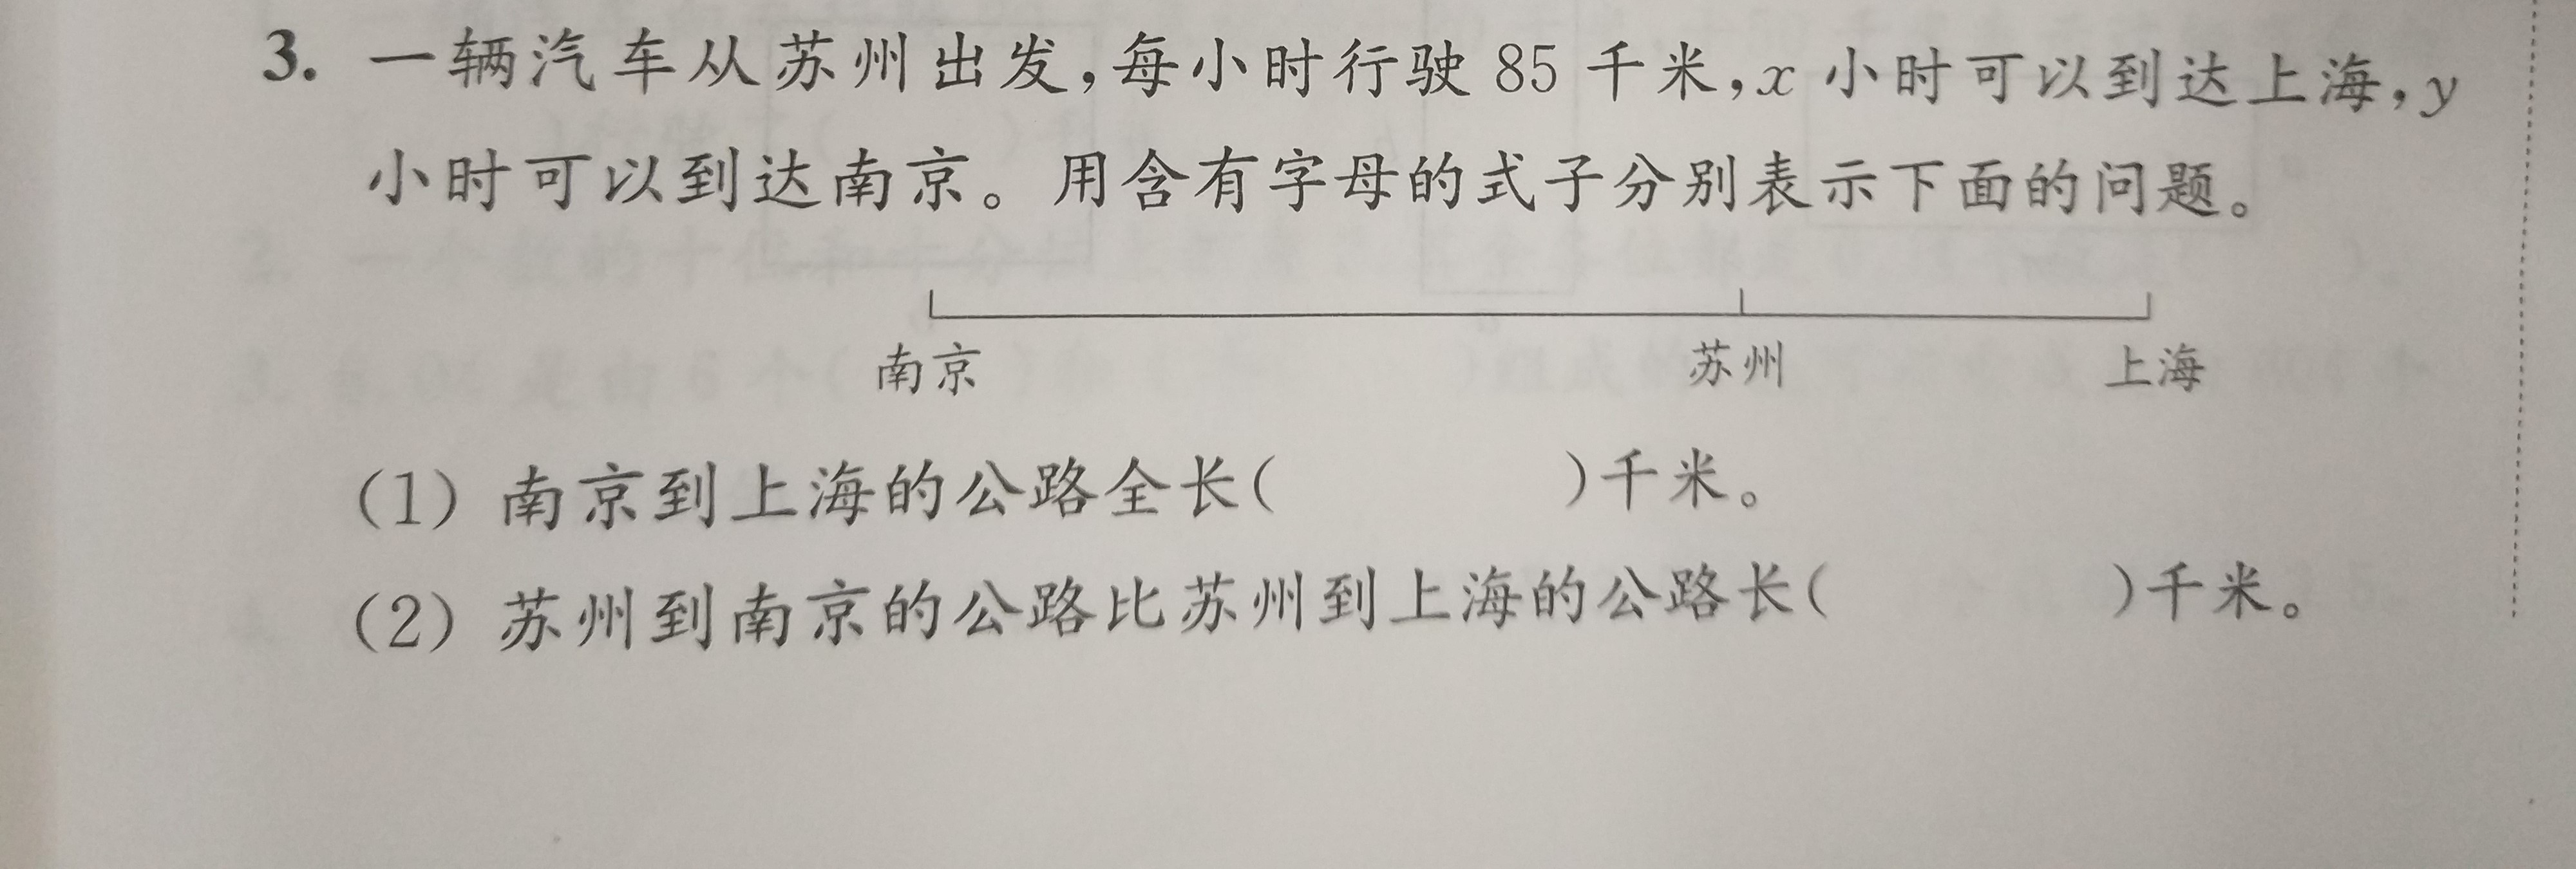 3. 一辆汽车从苏州出发,每小时行驶 85 千米,x 小时可以到达上海,y
小时可以到达南京。用含有字母的式子分别表示下面的问题。
南京 苏州 上海
(1) 南京到上海的公路全长( )千米。
(2) 苏州到南京的公路比苏州到上海的公路长( )千米。